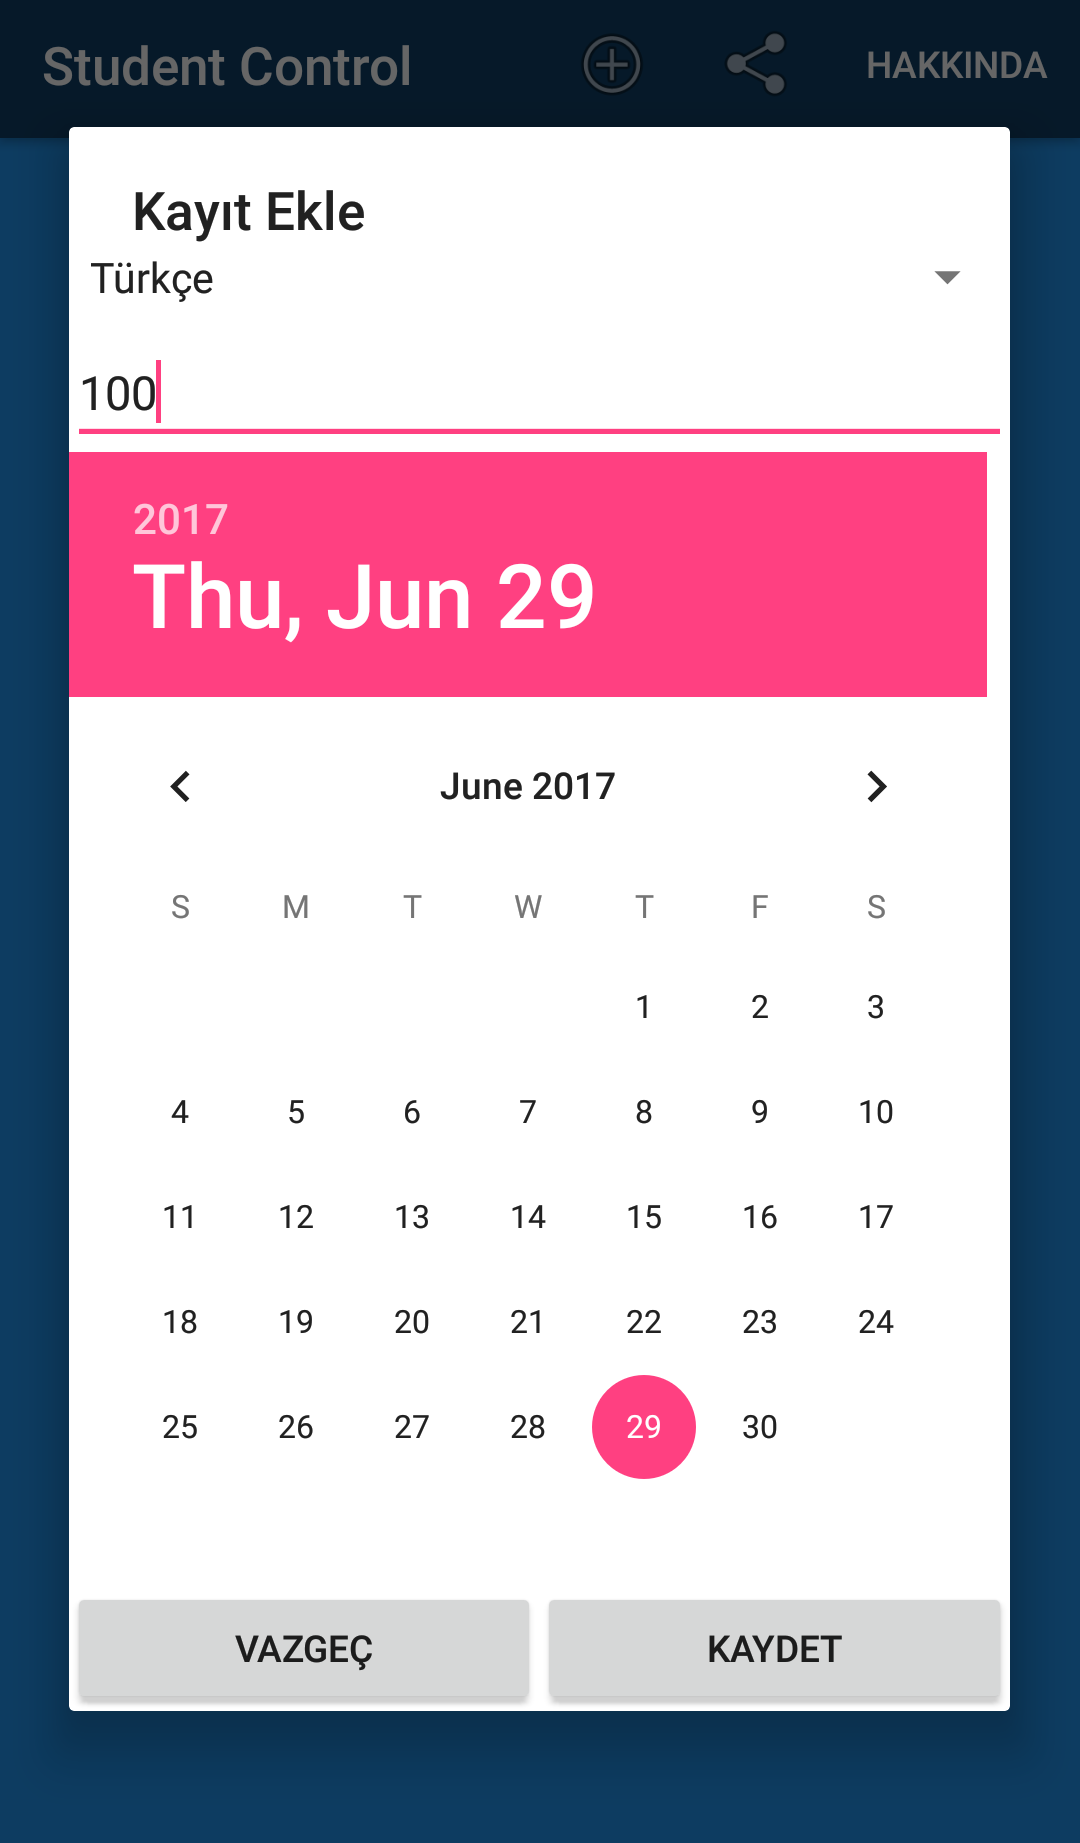 Student Control HAKKINDA
Kayıt Ekle
Türkçe
100
2017
Thu, Jun 29
June 2017
S M T W T F S
1 2 3
4 5 6 7 8 9 10
11 12 13 14 15 16 17
18 19 20 21 22 23 24
25 26 27 28 29 30
VAZGEÇ KAYDET